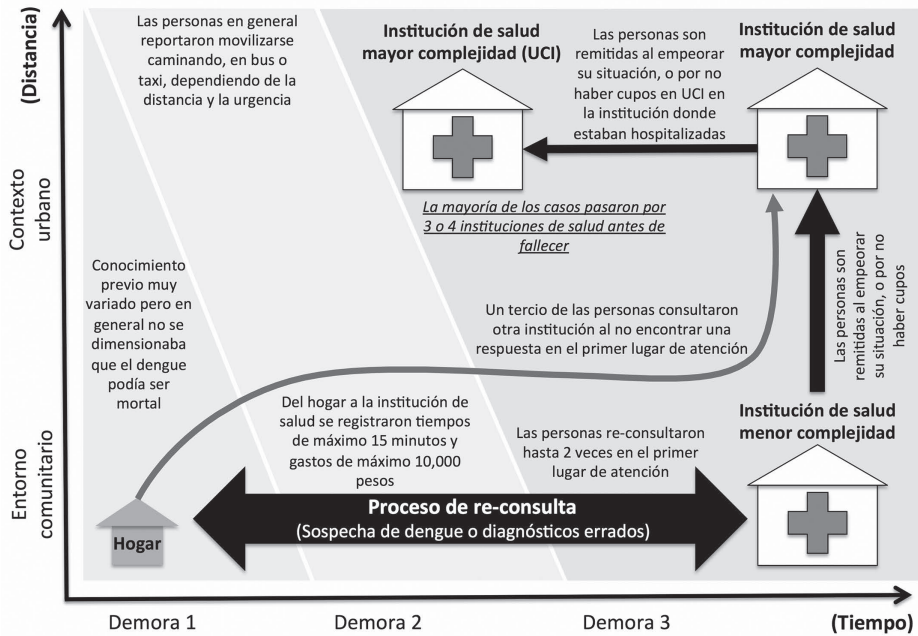 (Distancia)
Contexto
urbano
Entorno
comunitario
Las personas en general
reportaron movilizarse
caminando, en bus o
taxi, dependiendo de la
distancia y la urgencia
Institución de salud
mayor complejidad (UCI)
Las personas son
remitidas al empeorar
su situación, o por no
haber cupos en UCI en
la institución donde
estaban hospitalizadas
Institución de salud
mayor complejidad
La mayoría de los casos pasaron por
3 o 4 instituciones de salud antes de
fallecer
Conocimiento
previo muy
variado pero en
general no se
dimensionaba
que el dengue
podía ser
mortal
Un tercio de las personas consultaron
otra institución al no encontrar una
respuesta en el primer lugar de atención
Las personas son
remitidas al empeorar
su situación, o por no
haber cupos
Del hogar a la institución de
salud se registraron tiempos
de máximo 15 minutos y
gastos de máximo 10,000
pesos
Las personas re-consultaron
hasta 2 veces en el primer
lugar de atención
Institución de salud
menor complejidad
Hogar
Proceso de re-consulta
(Sospecha de dengue o diagnósticos errados)
Demora 1
Demora 2
Demora 3
(Tiempo)